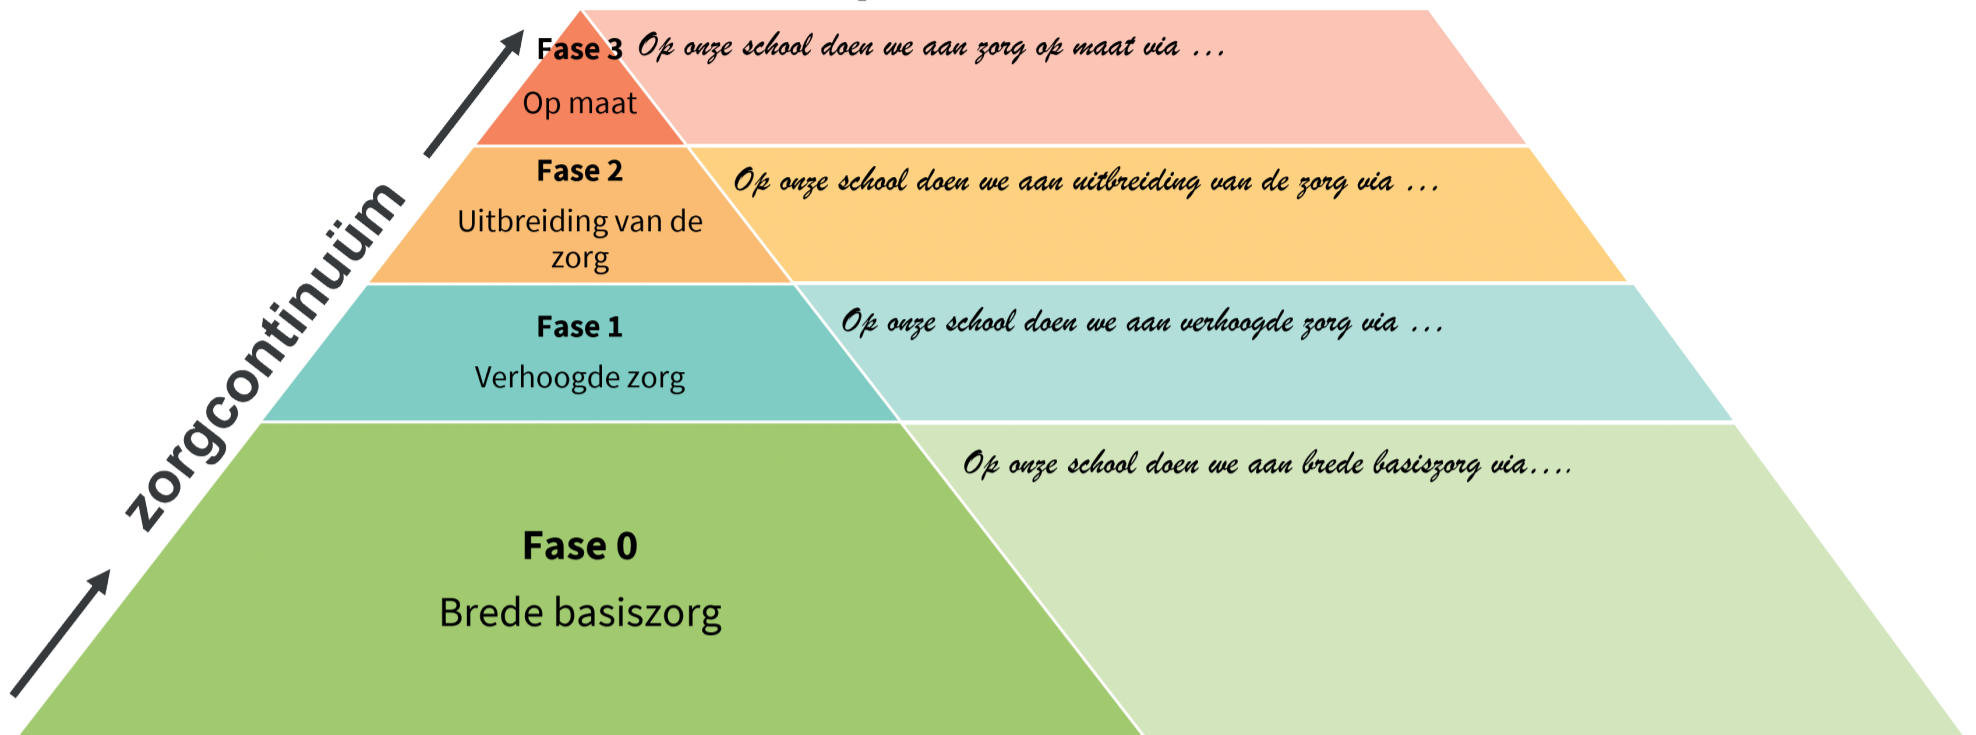 Fase 3
Op onze school doen we aan zorg op maat via ...
Op maat
Fase 2
Op onze school doen we aan uitbreiding van de zorg via ...
Uitbreiding van de
zorg
Fase 1
Op onze school doen we aan verhoogde zorg via ...
Verhoogde zorg
zorgcontinuüm
Op onze school doen we aan brede basiszorg via....
Fase 0
Brede basiszorg